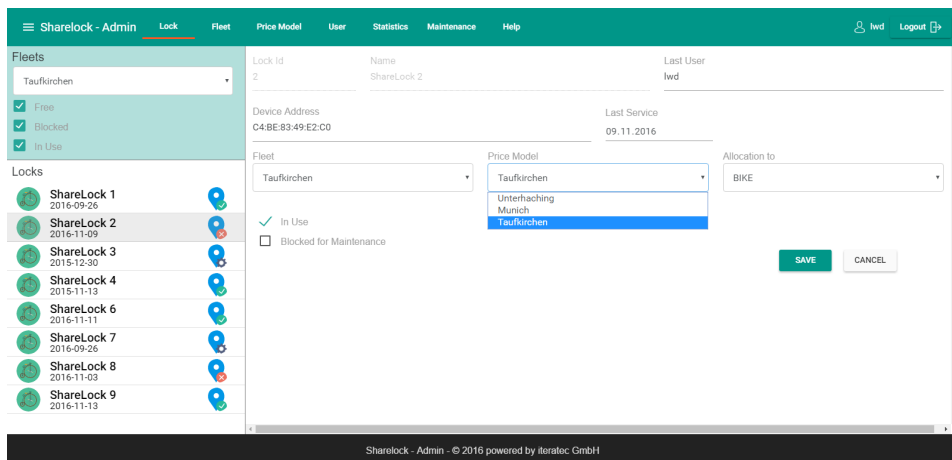 Sharelock - Admin Lock Fleet Price Model User Statistics Maintenance Help lwd Logout
Fleets
Taufkirchen
Free
Blocked
In Use
Locks
ShareLock 1
2016-09-26
ShareLock 2
2016-11-09
ShareLock 3
2015-12-30
ShareLock 4
2015-11-13
ShareLock 6
2016-11-11
ShareLock 7
2016-09-26
ShareLock 8
2016-11-03
ShareLock 9
2016-11-13
Lock Id Name Last User
2 ShareLock 2 lwd
Device Address Last Service
C4:BE:83:49:E2:C0 09.11.2016
Fleet Price Model Allocation to
Taufkirchen Taufkirchen BIKE
Unterhaching
Munich
Taufkirchen
In Use
Blocked for Maintenance
SAVE CANCEL
Sharelock - Admin - © 2016 powered by iteratec GmbH